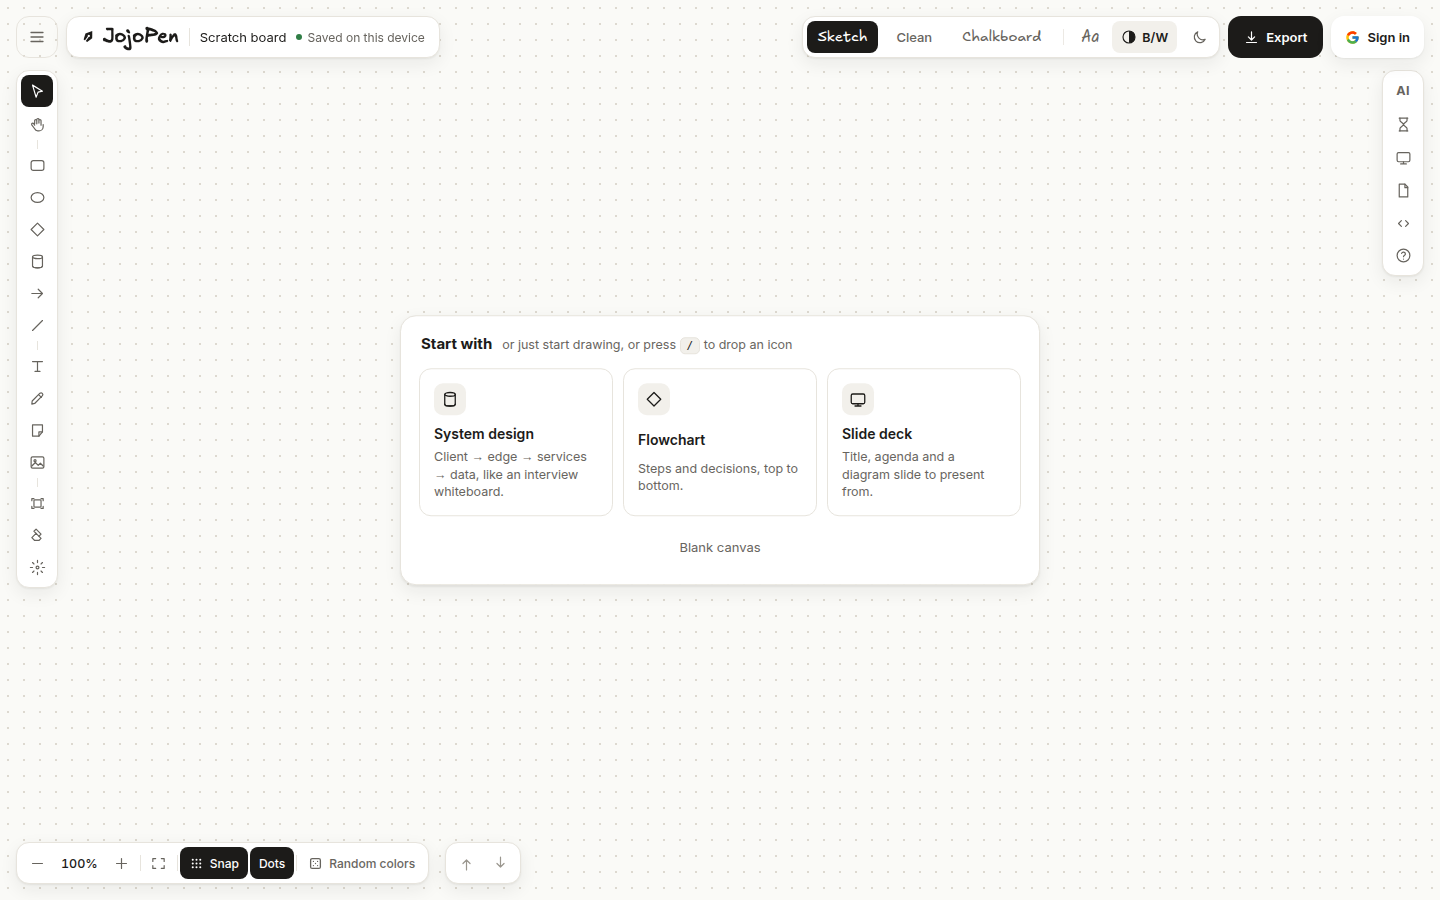 JojoPen Scratch board Saved on this device
Sketch Clean Chalkboard Aa B/W Export Sign in
AI
Start with or just start drawing, or press / to drop an icon
System design
Client → edge → services
→ data, like an interview
whiteboard.
Flowchart
Steps and decisions, top to
bottom.
Slide deck
Title, agenda and a
diagram slide to present
from.
Blank canvas
100% Snap Dots Random colors